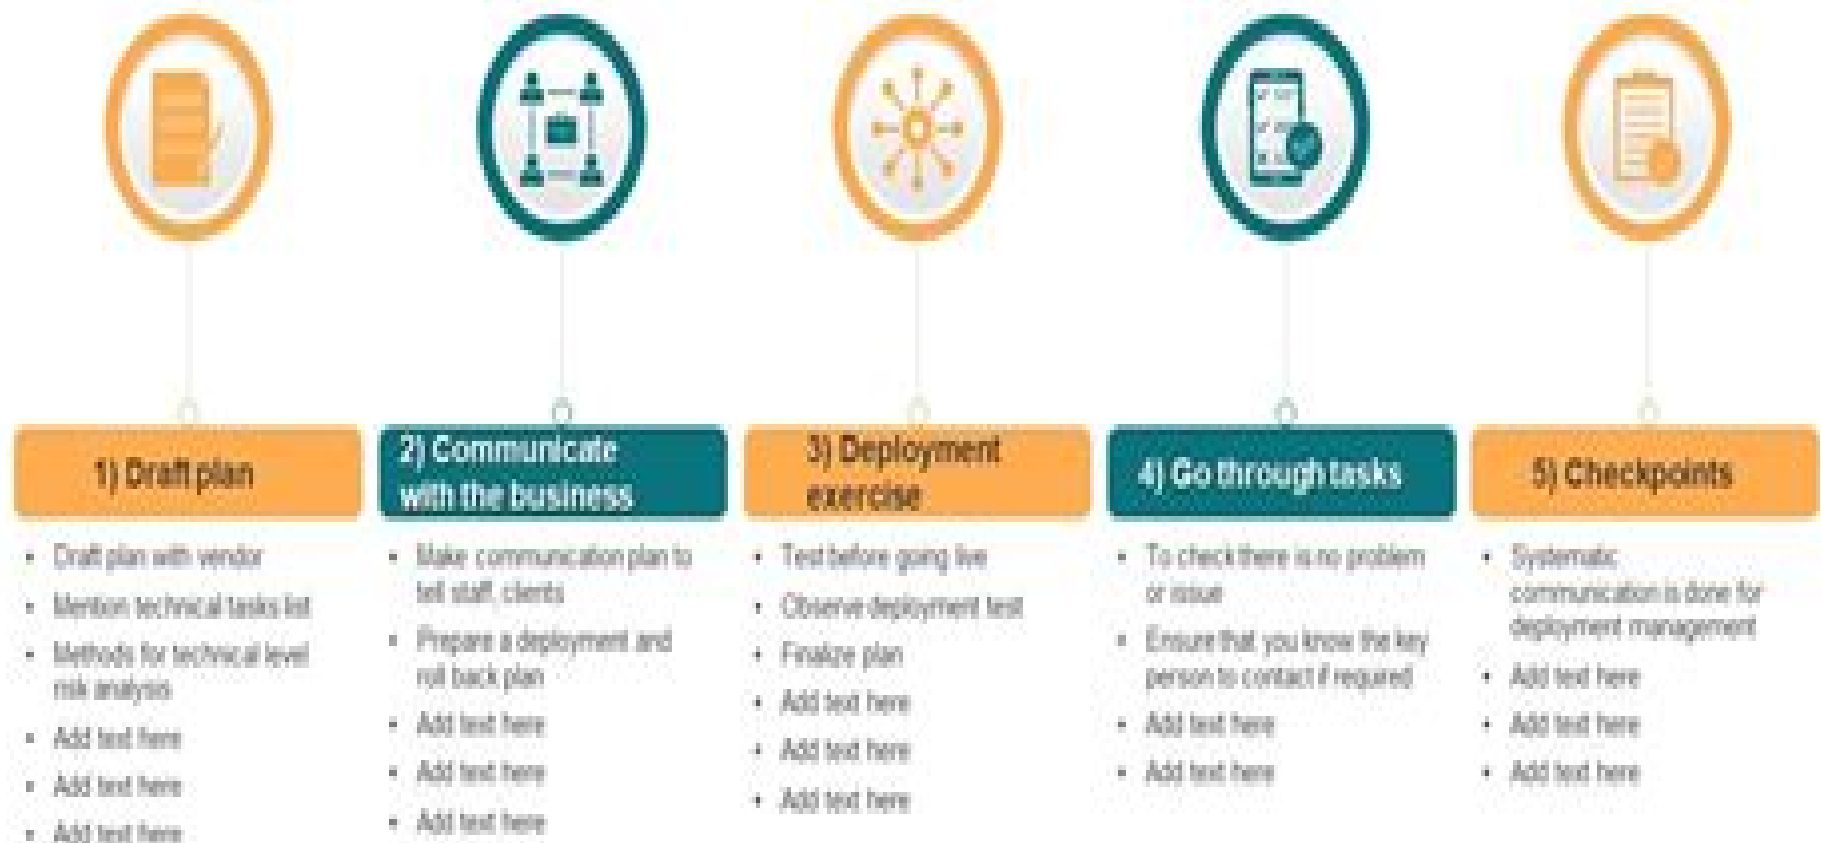 1) Draft plan
• Draft plan with vendor
• Mention technical tasks list
• Methods for technical level
risk analysis
• Add text here
• Add text here
• Add text here
2) Communicate
with the business
• Make communication plan to
tell staff, clients
• Prepare a deployment and
roll back plan
• Add text here
• Add text here
• Add text here
3) Deployment
exercise
• Test before going live
• Observe deployment test
• Finalize plan
• Add text here
• Add text here
• Add text here
4) Go through tasks
• To check there is no problem
or issue
• Ensure that you know the key
person to contact if required
• Add text here
• Add text here
5) Checkpoints
• Systematic
communication is done for
deployment management
• Add text here
• Add text here
• Add text here